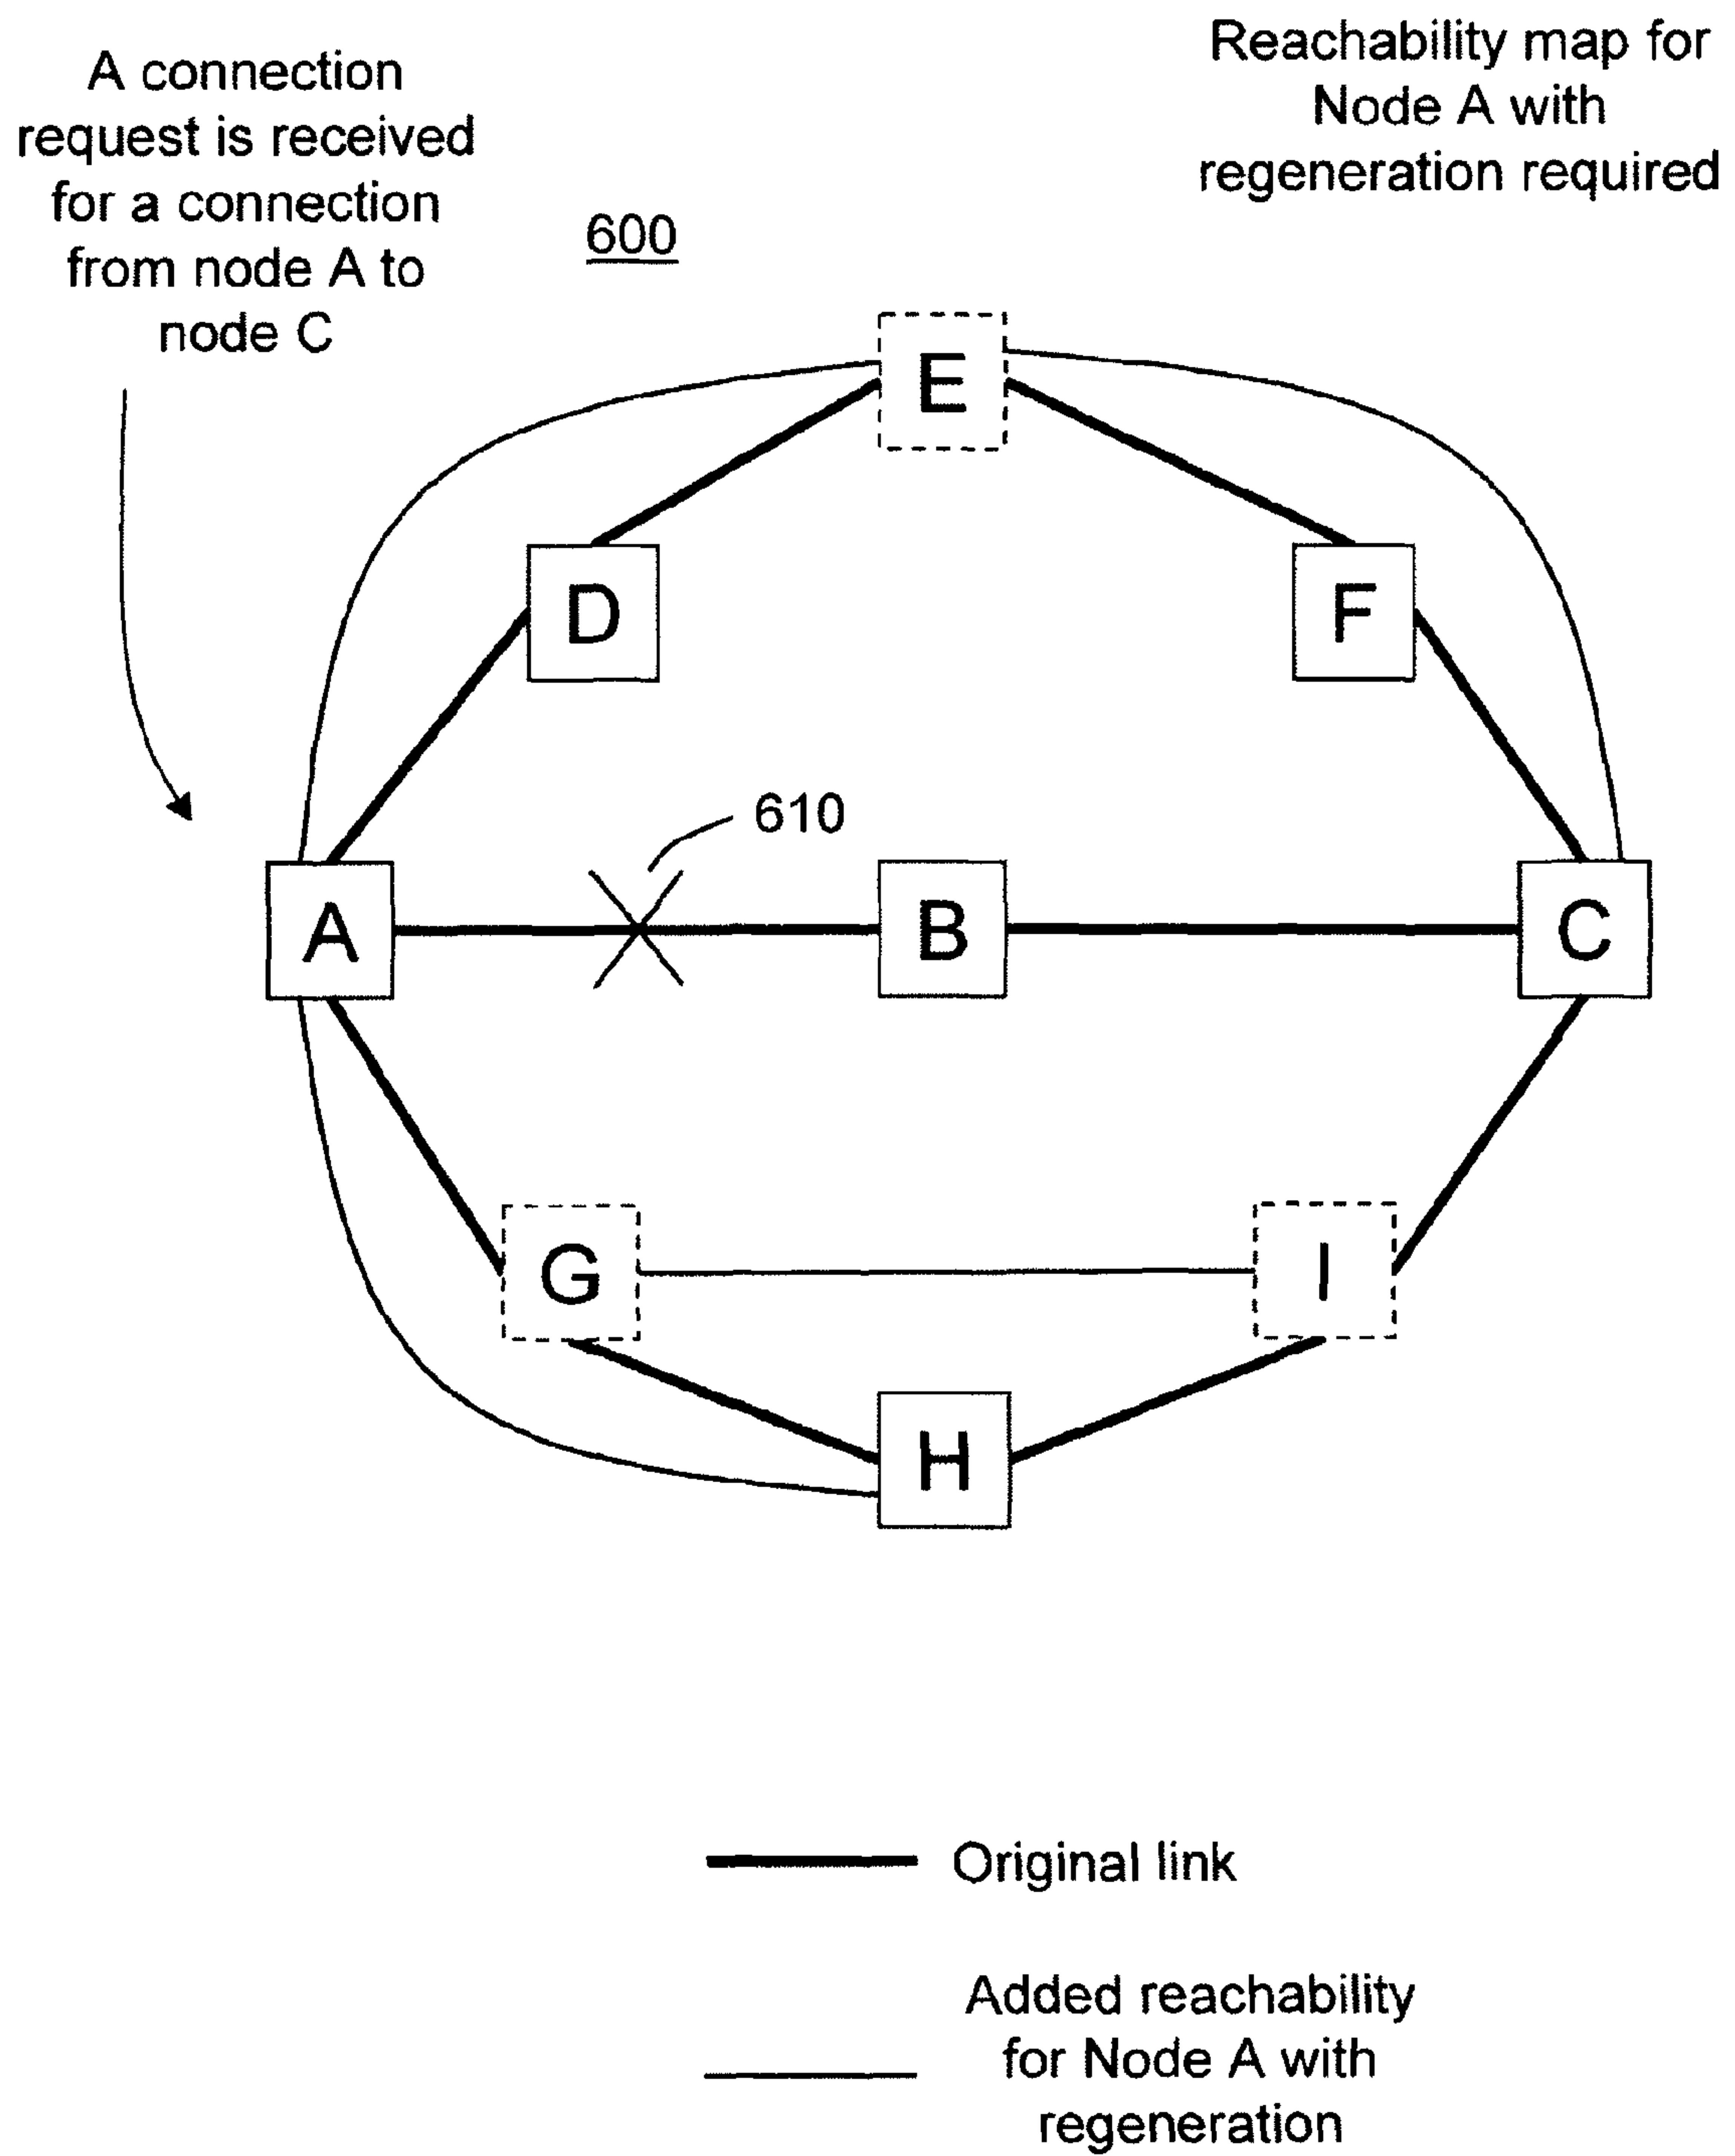 A connection
request is received
for a connection
from node A to
node C
Reachability map for
Node A with
regeneration required
600
E
D
F
610
A
B
C
G
I
H
Original link
Added reachability
for Node A with
regeneration